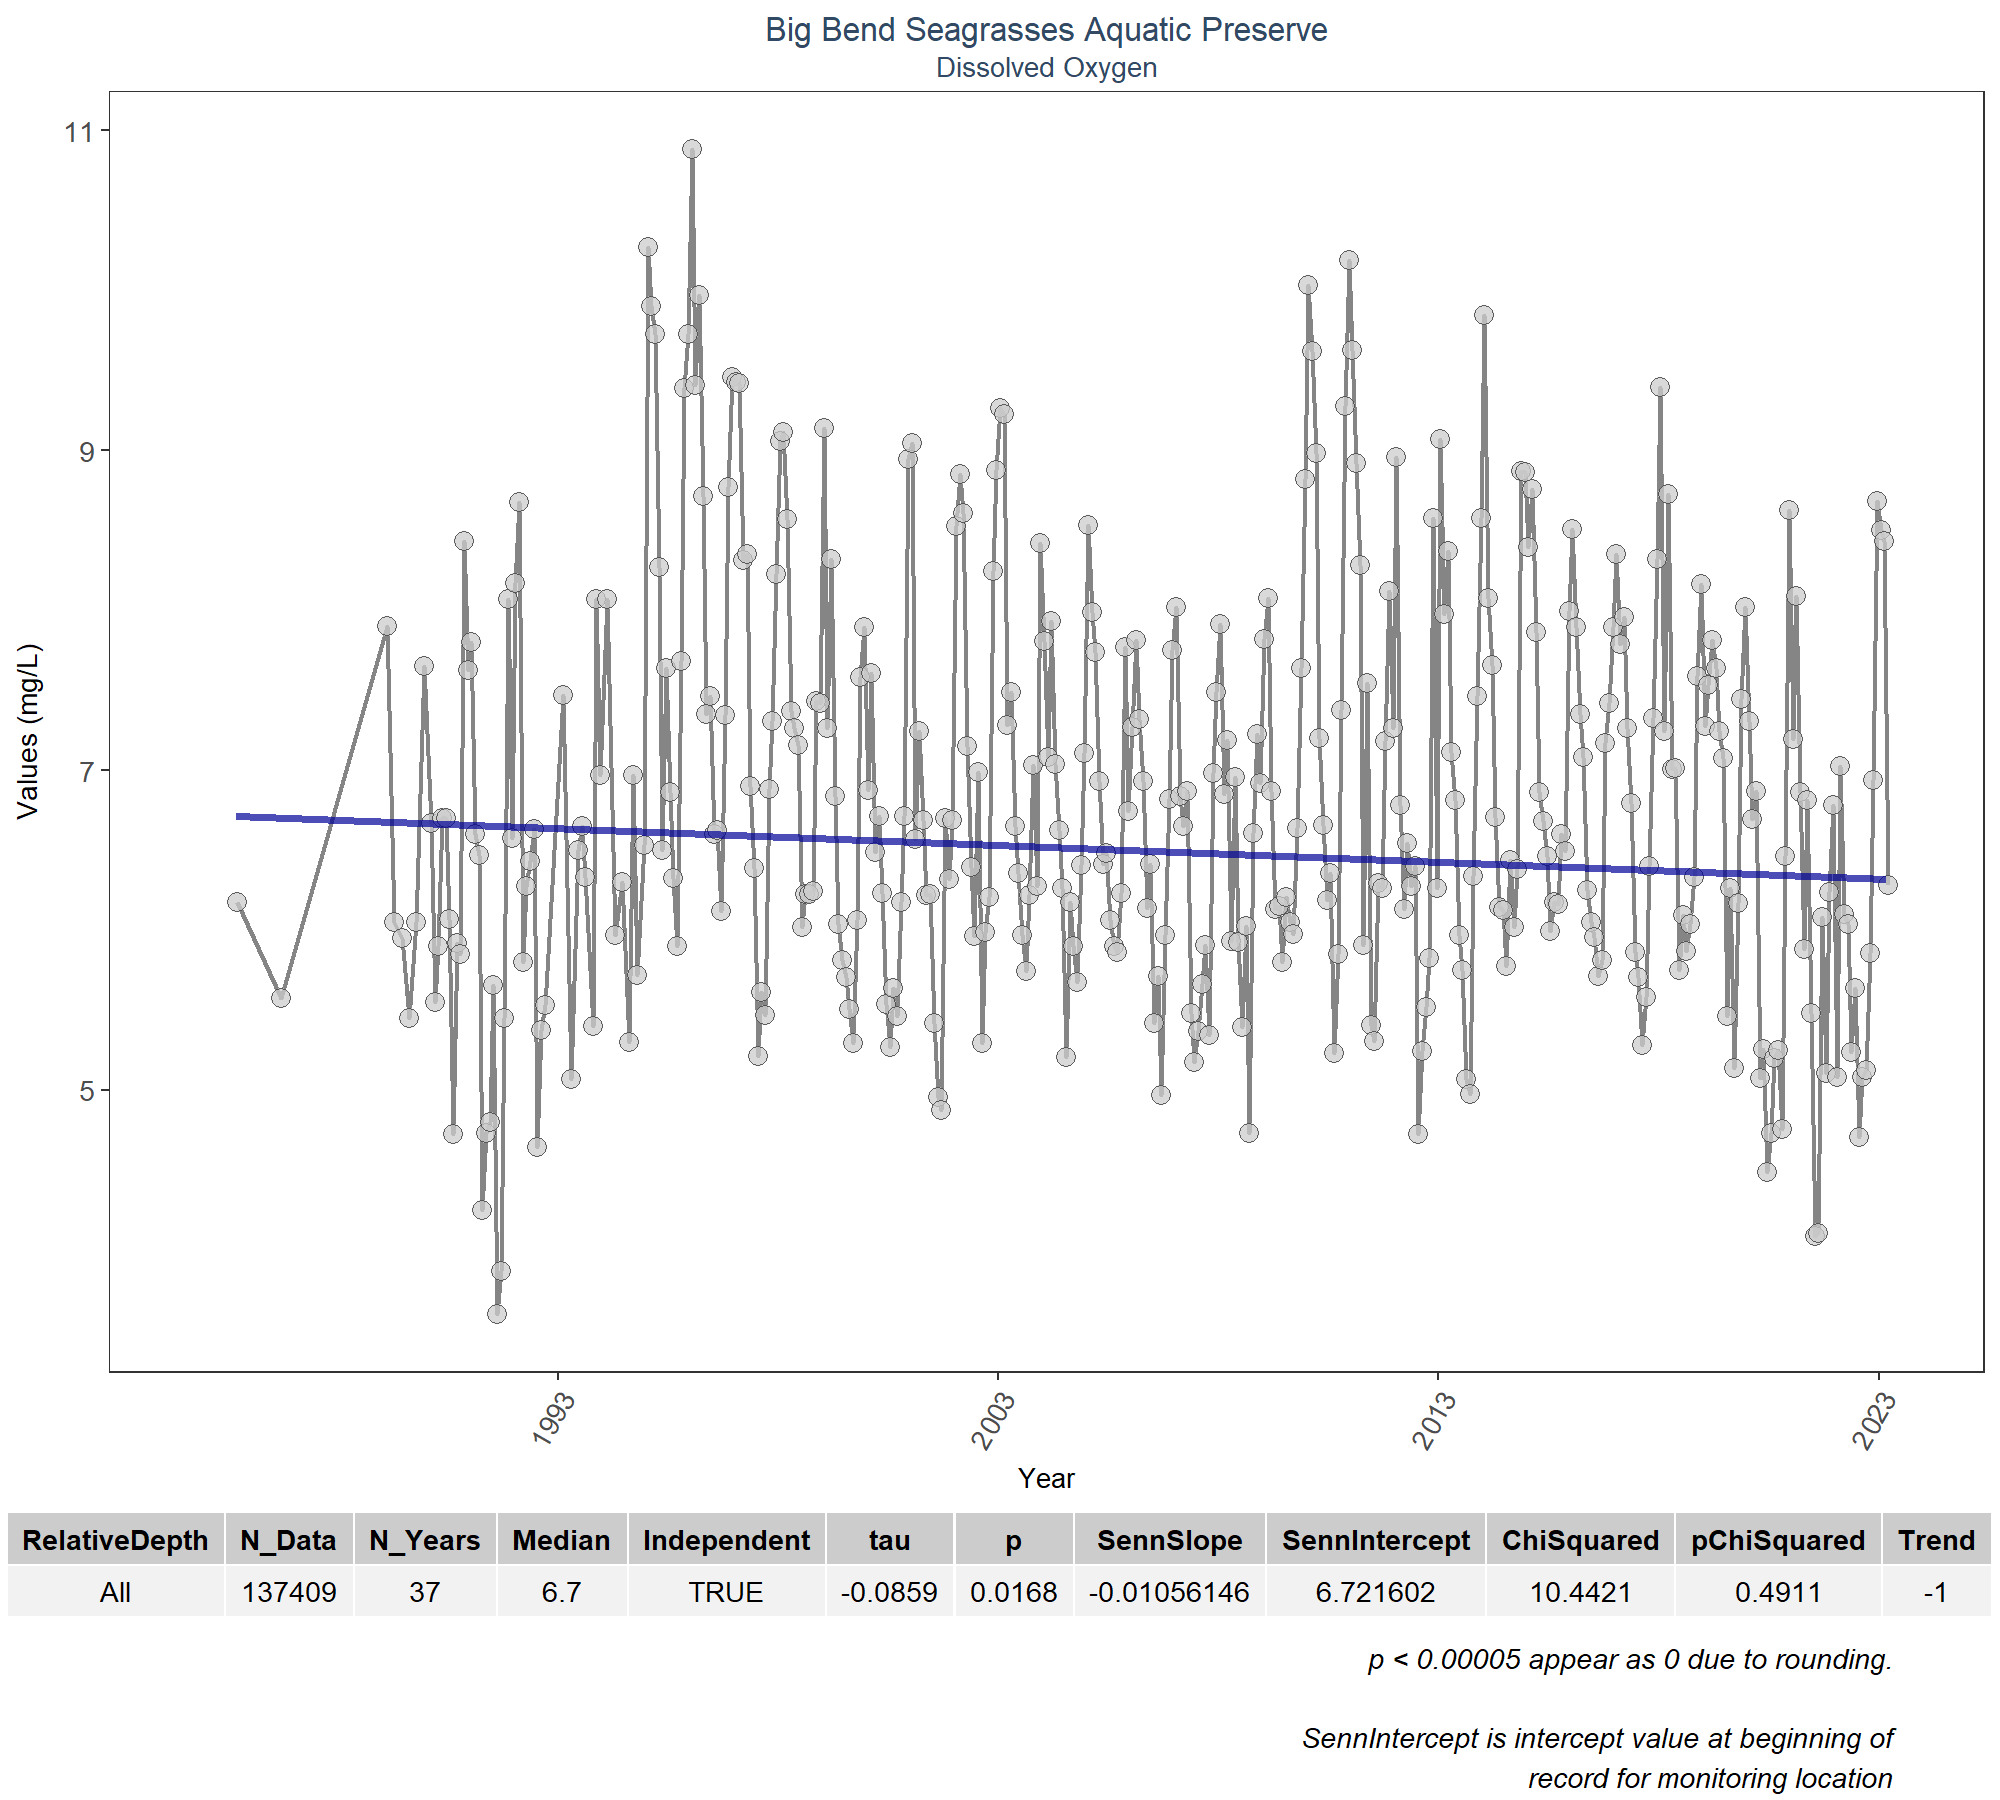 Big Bend Seagrasses Aquatic Preserve
Dissolved Oxygen
11
9
7
5
Values (mg/L)
1993
2003
2013
2023
Year
RelativeDepth N_Data N_Years Median Independent tau p SennSlope SennIntercept ChiSquared pChiSquared Trend
All 137409 37 6.7 TRUE -0.0859 0.0168 -0.01056146 6.721602 10.4421 0.4911 -1
p < 0.00005 appear as 0 due to rounding.
SennIntercept is intercept value at beginning of
record for monitoring location